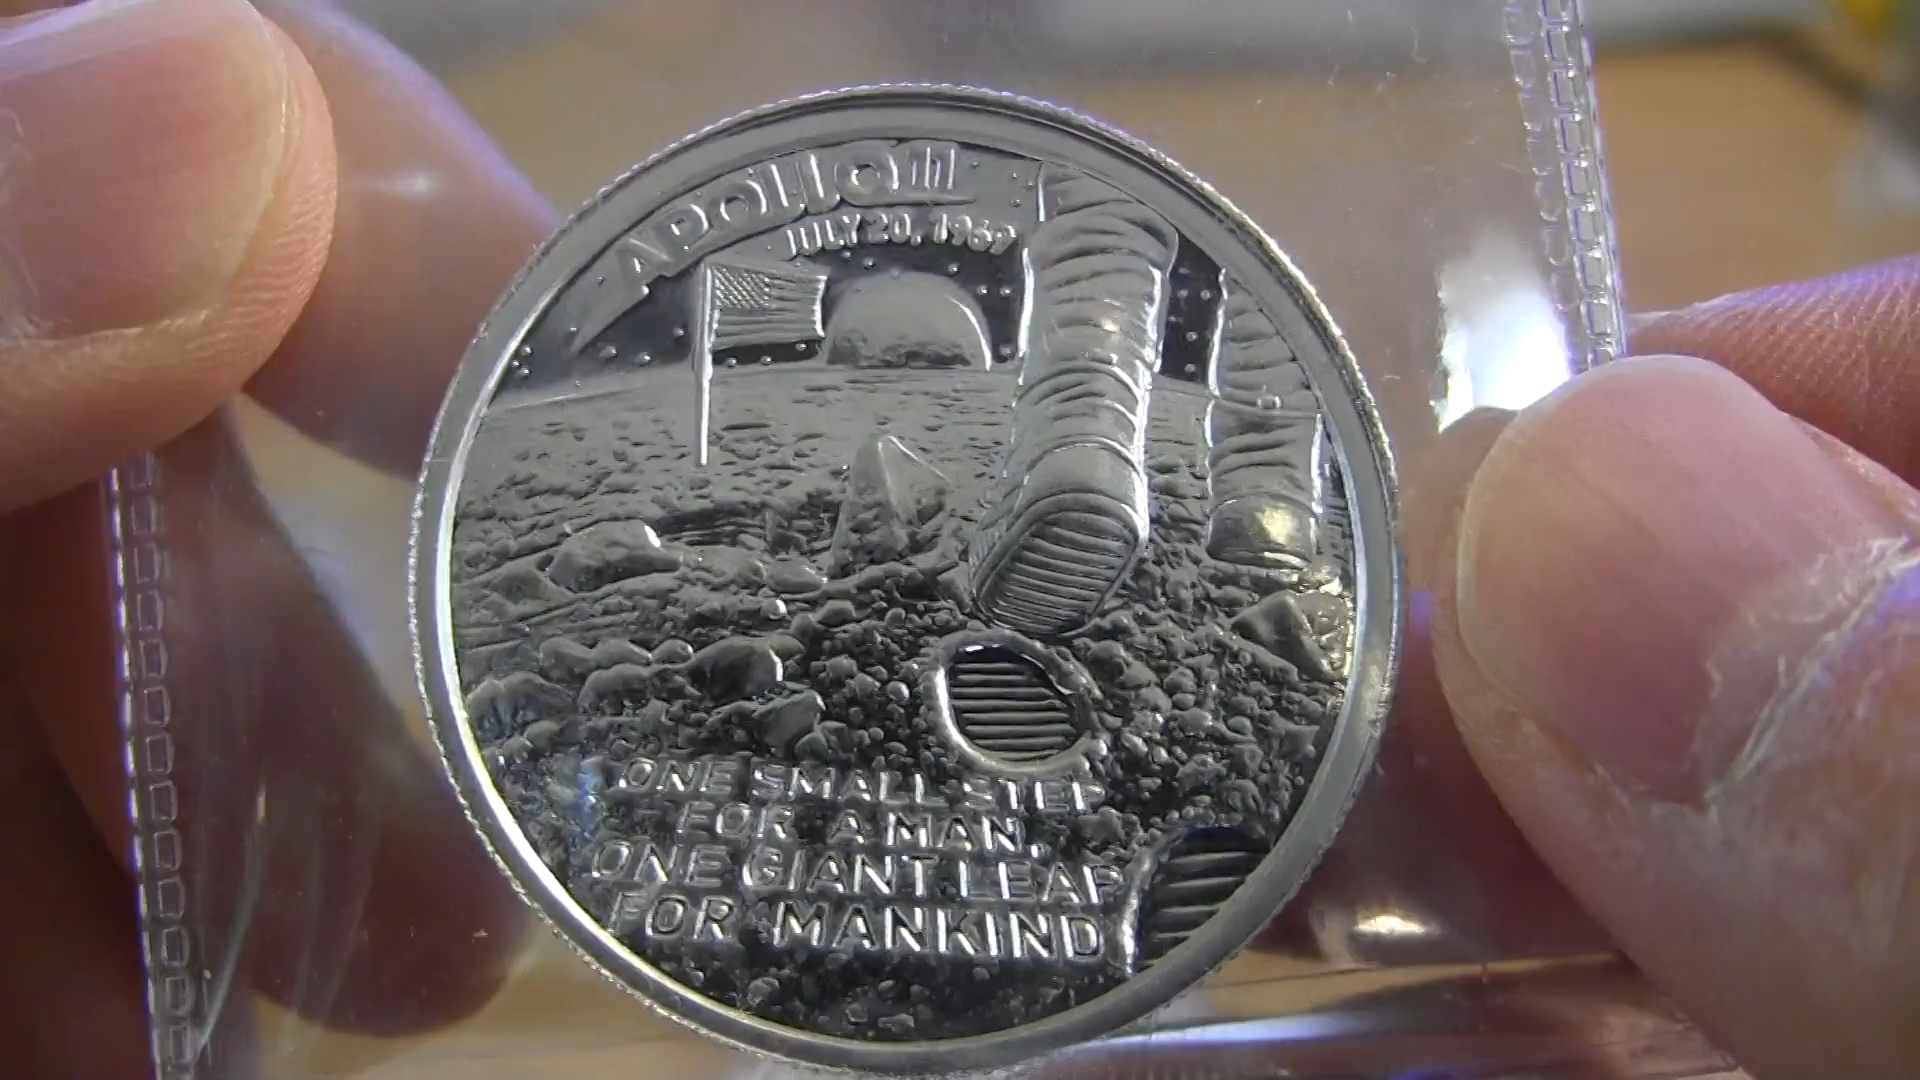 APOLLO 11
JULY 20, 1969
ONE SMALL STEP
FOR A MAN,
ONE GIANT LEAP
FOR MANKIND